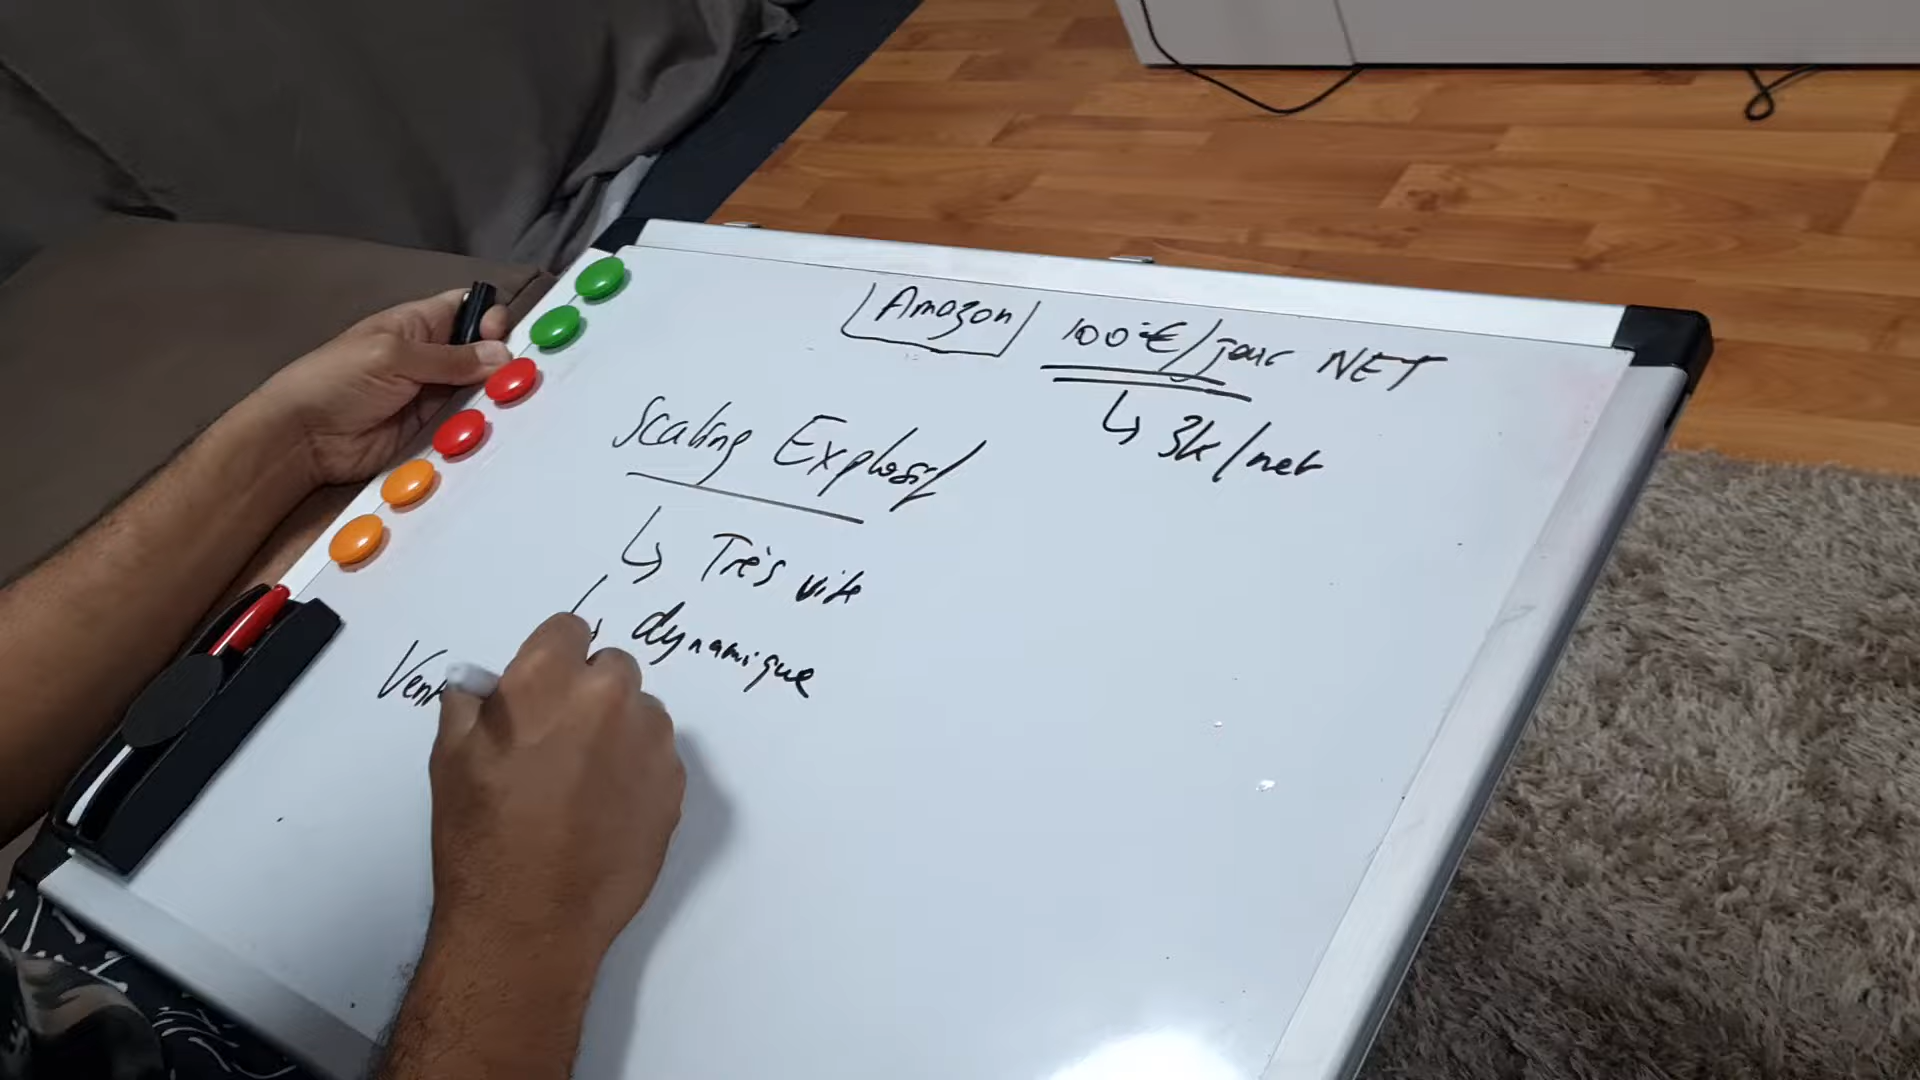 Amazon 100€/jour NET
↳ 3k/net
Scaling Explosif
↳ Très vite
dynamique